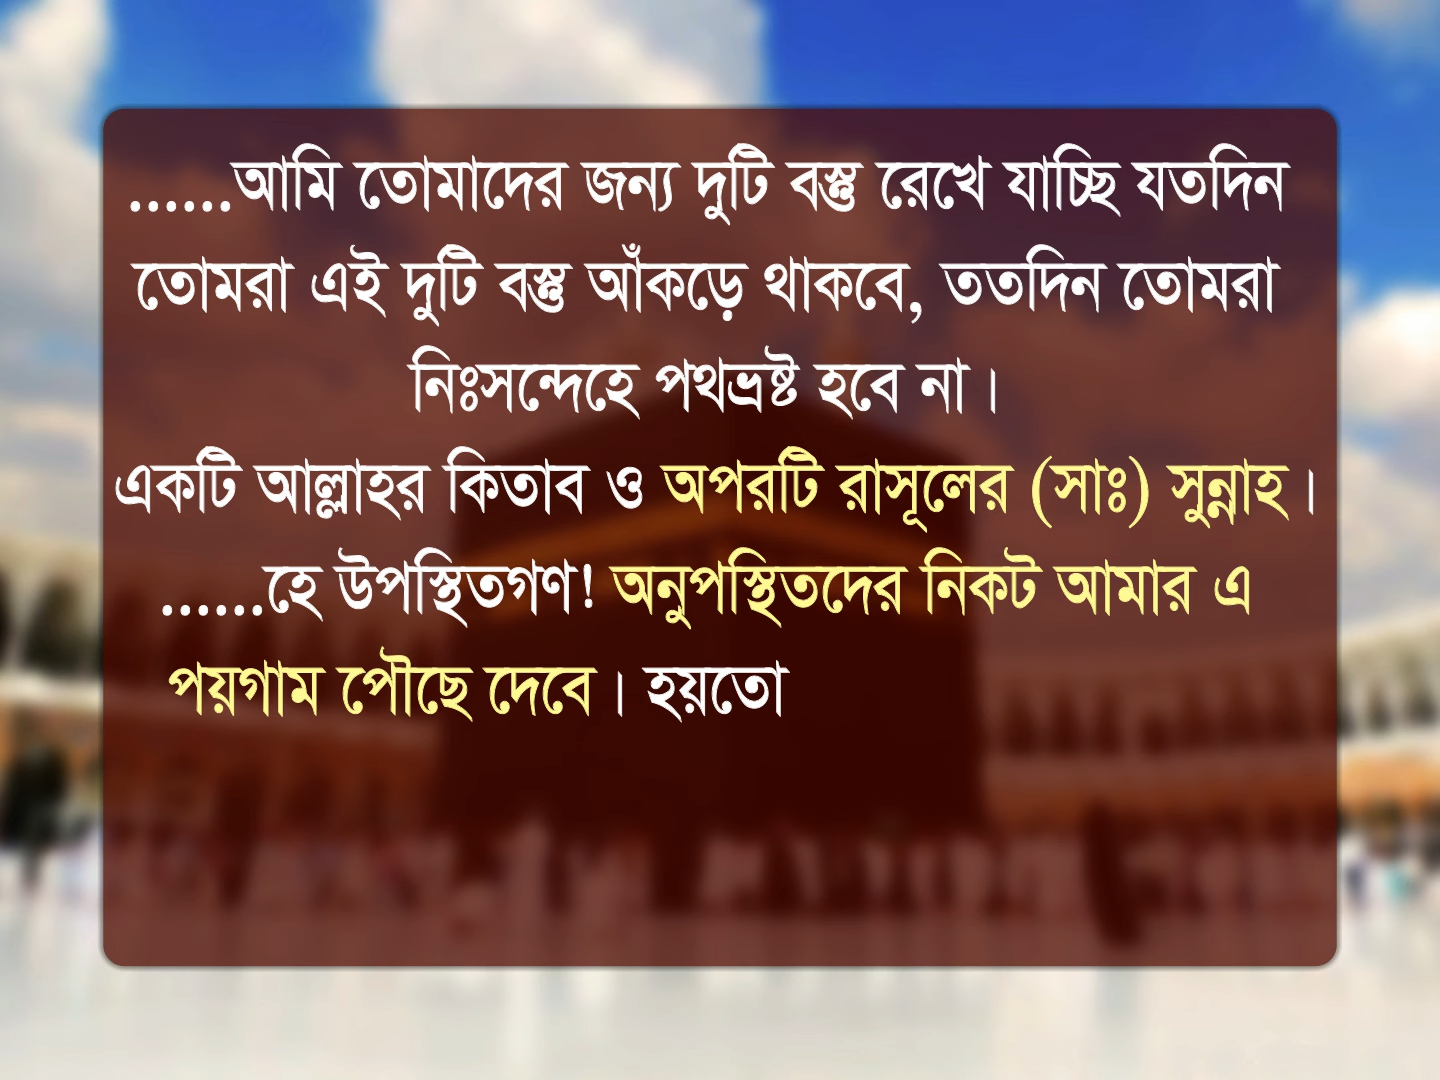 ......আমি তোমাদের জন্য দুটি বস্তু রেখে যাচ্ছি যতদিন
তোমরা এই দুটি বস্তু আঁকড়ে থাকবে, ততদিন তোমরা
নিঃসন্দেহে পথভ্রষ্ট হবে না।
একটি আল্লাহর কিতাব ও অপরটি রাসূলের (সাঃ) সুন্নাহ।
......হে উপস্থিতগণ! অনুপস্থিতদের নিকট আমার এ
পয়গাম পৌছে দেবে। হয়তো